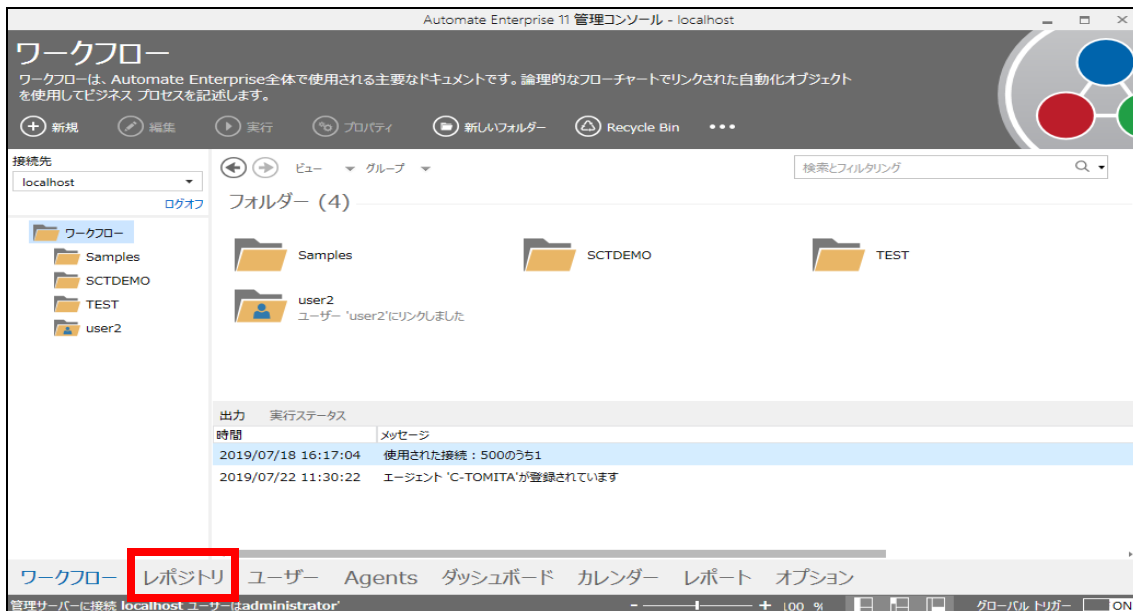 Automate Enterprise 11 管理コンソール - localhost
ワークフロー
ワークフローは、Automate Enterprise全体で使用される主要なドキュメントです。論理的なフローチャートでリンクされた自動化オブジェクト
を使用してビジネス プロセスを記述します。
新規 編集 実行 プロパティ 新しいフォルダー Recycle Bin •••
接続先
localhost
ログオフ
ビュー グループ
検索とフィルタリング
フォルダー (4)
ワークフロー
Samples
SCTDEMO
TEST
user2
Samples SCTDEMO TEST
user2
ユーザー 'user2'にリンクしました
出力 実行ステータス
時間 メッセージ
2019/07/18 16:17:04 使用された接続：500のうち1
2019/07/22 11:30:22 エージェント 'C-TOMITA'が登録されています
ワークフロー レポジトリ ユーザー Agents ダッシュボード カレンダー レポート オプション
管理サーバーに接続 localhost ユーザーはadministrator' - + 100 % グローバル トリガー ON